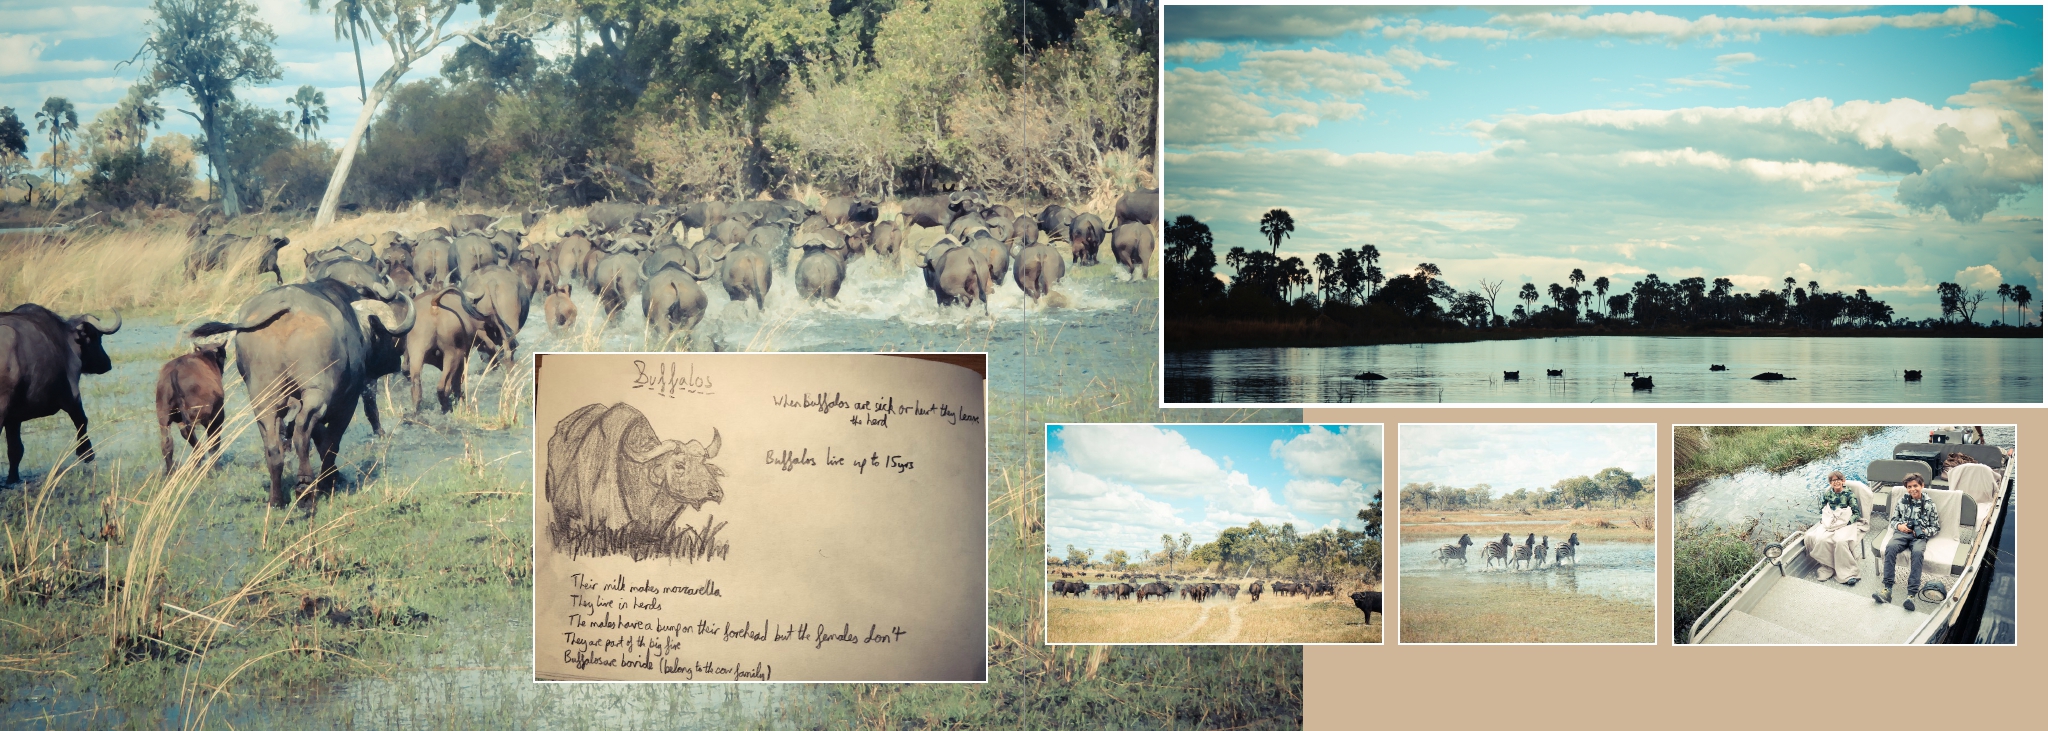 Buffalos
When buffalos are sick or hurt they leave
the herd
Buffalos live up to 15yrs
Their milk makes mozzarella
They live in herds
The males have a bump on their forehead but the females don't
They are part of the big five
Buffalos are bovide (belong to the cow family)